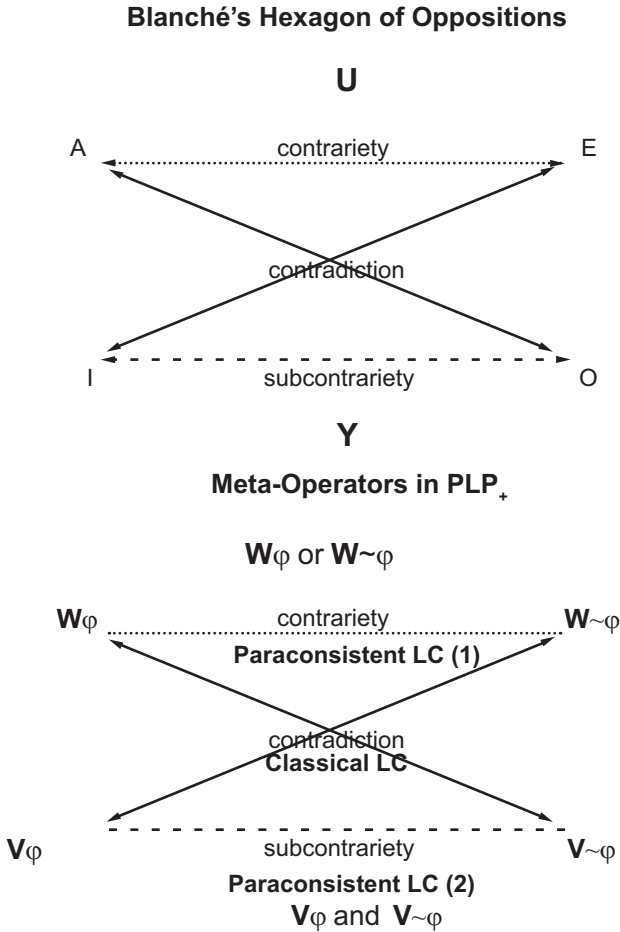 Blanché's Hexagon of Oppositions
U
A contrariety E
contradiction
I subcontrariety O
Y
Meta-Operators in PLP₊
Wφ or W~φ
Wφ contrariety W~φ
Paraconsistent LC (1)
contradiction
Classical LC
Vφ subcontrariety V~φ
Paraconsistent LC (2)
Vφ and V~φ